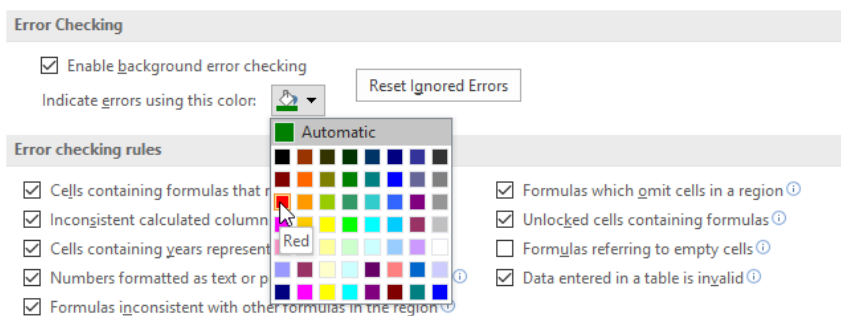 Error Checking
Enable background error checking
Indicate errors using this color:
Reset Ignored Errors
Automatic
Error checking rules
Cells containing formulas that
Formulas which omit cells in a region
Inconsistent calculated column
Unlocked cells containing formulas
Red
Cells containing years represent
Formulas referring to empty cells
Numbers formatted as text or p
Data entered in a table is invalid
Formulas inconsistent with other formulas in the region